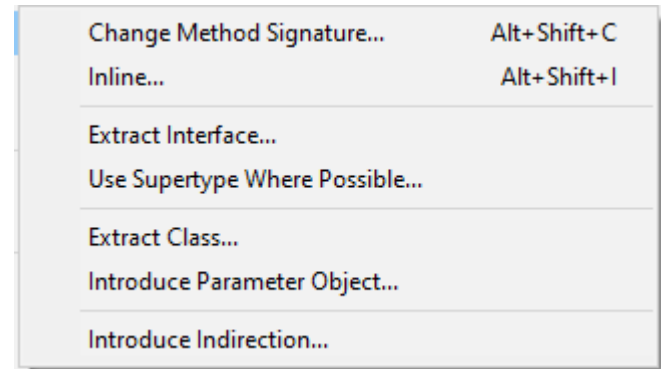 Change Method Signature... Alt+Shift+C
Inline... Alt+Shift+I
Extract Interface...
Use Supertype Where Possible...
Extract Class...
Introduce Parameter Object...
Introduce Indirection...